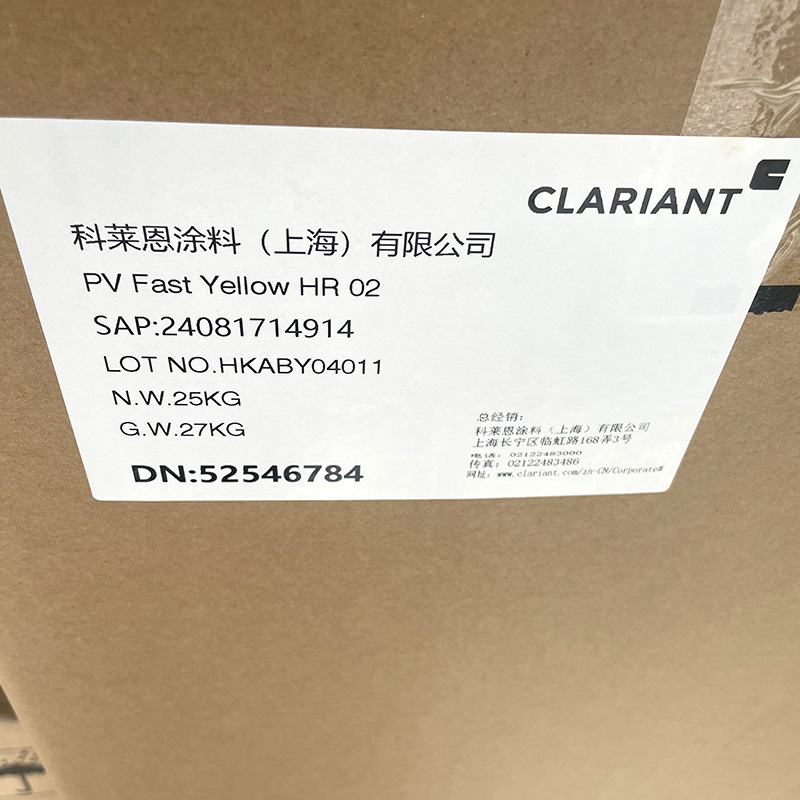 CLARIANT
科莱恩涂料（上海）有限公司
PV Fast Yellow HR 02
SAP:24081714914
LOT NO.HKABY04011
N.W.25KG
G.W.27KG
DN:52546784
总经销：
科莱恩涂料（上海）有限公司
上海长宁区临虹路168弄3号
电话：02122483000
传真：02122483486
网址：www.clariant.com/zh-CN/Corporate#